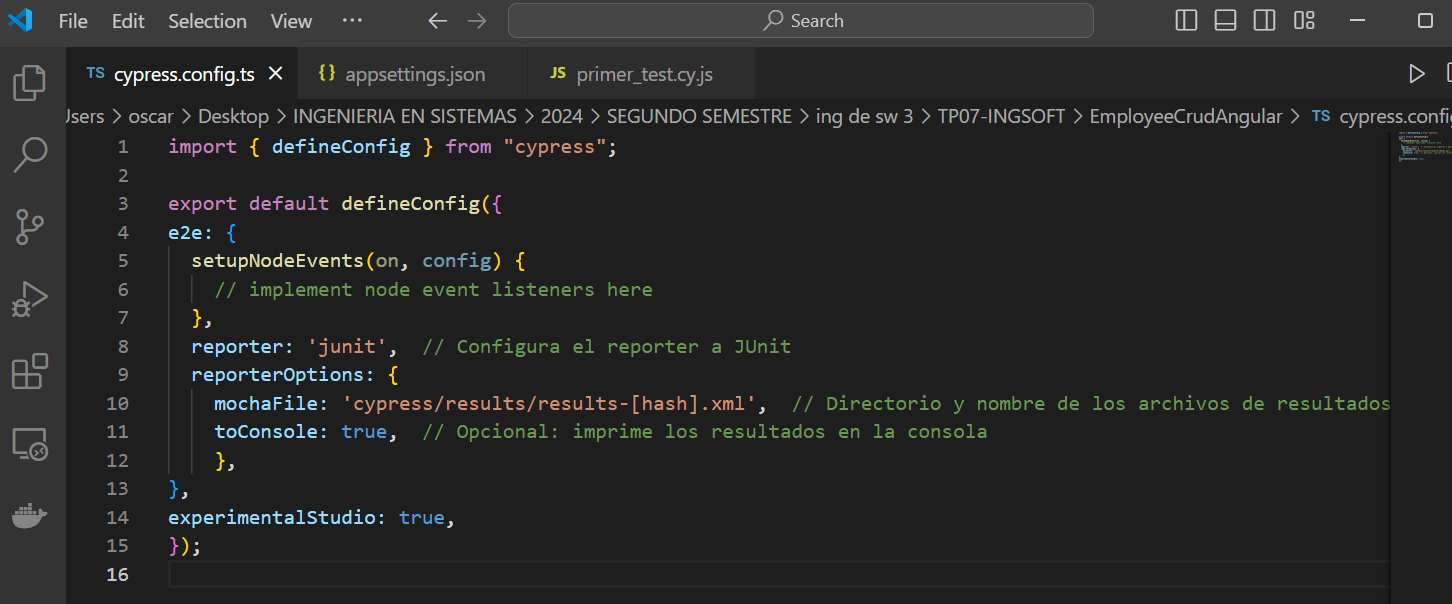 File Edit Selection View ··· Search
TS cypress.config.ts {} appsettings.json JS primer_test.cy.js
oscar > Desktop > INGENIERIA EN SISTEMAS > 2024 > SEGUNDO SEMESTRE > ing de sw 3 > TP07-INGSOFT > EmployeeCrudAngular > TS cypress.confi
1 import { defineConfig } from "cypress";
2
3 export default defineConfig({
4 e2e: {
5 setupNodeEvents(on, config) {
6 // implement node event listeners here
7 },
8 reporter: 'junit', // Configura el reporter a JUnit
9 reporterOptions: {
10 mochaFile: 'cypress/results/results-[hash].xml', // Directorio y nombre de los archivos de resultados
11 toConsole: true, // Opcional: imprime los resultados en la consola
12 },
13 },
14 experimentalStudio: true,
15 });
16